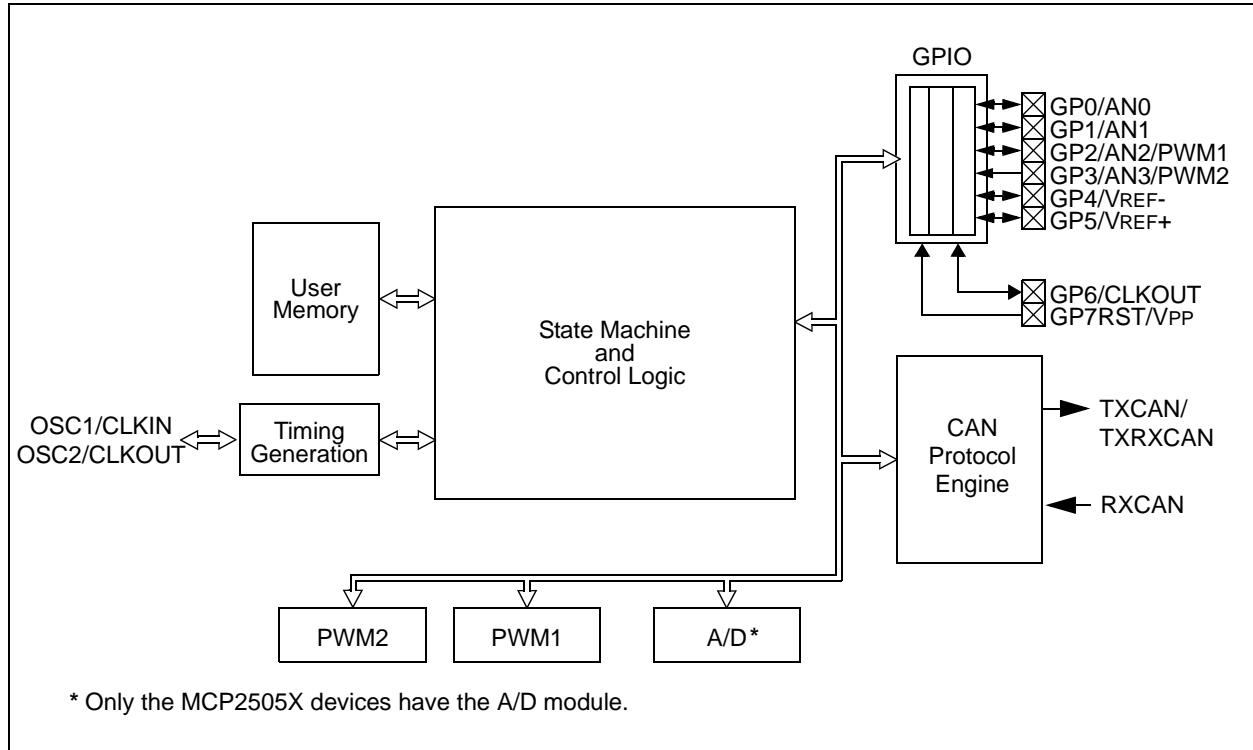 GPIO
GP0/AN0
GP1/AN1
GP2/AN2/PWM1
GP3/AN3/PWM2
GP4/VREF-
GP5/VREF+
GP6/CLKOUT
GP7RST/VPP
User
Memory
State Machine
and
Control Logic
OSC1/CLKIN
OSC2/CLKOUT
Timing
Generation
CAN
Protocol
Engine
TXCAN/
TXRXCAN
RXCAN
PWM2
PWM1
A/D*
* Only the MCP2505X devices have the A/D module.